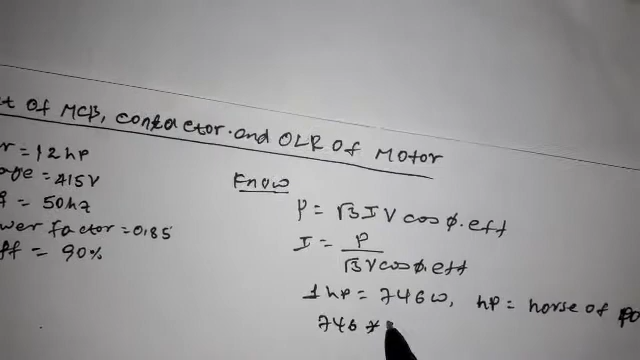 t of MCB, contactor and OLR Of Motor
r = 12 hp
age = 415V
= 50hz
wer factor = 0.85
ff = 90%
Know
P = √3 I V cos φ. eff
I = P / √3 V cos φ. eff
1 hp = 746 w, hp = horse of po
746 *